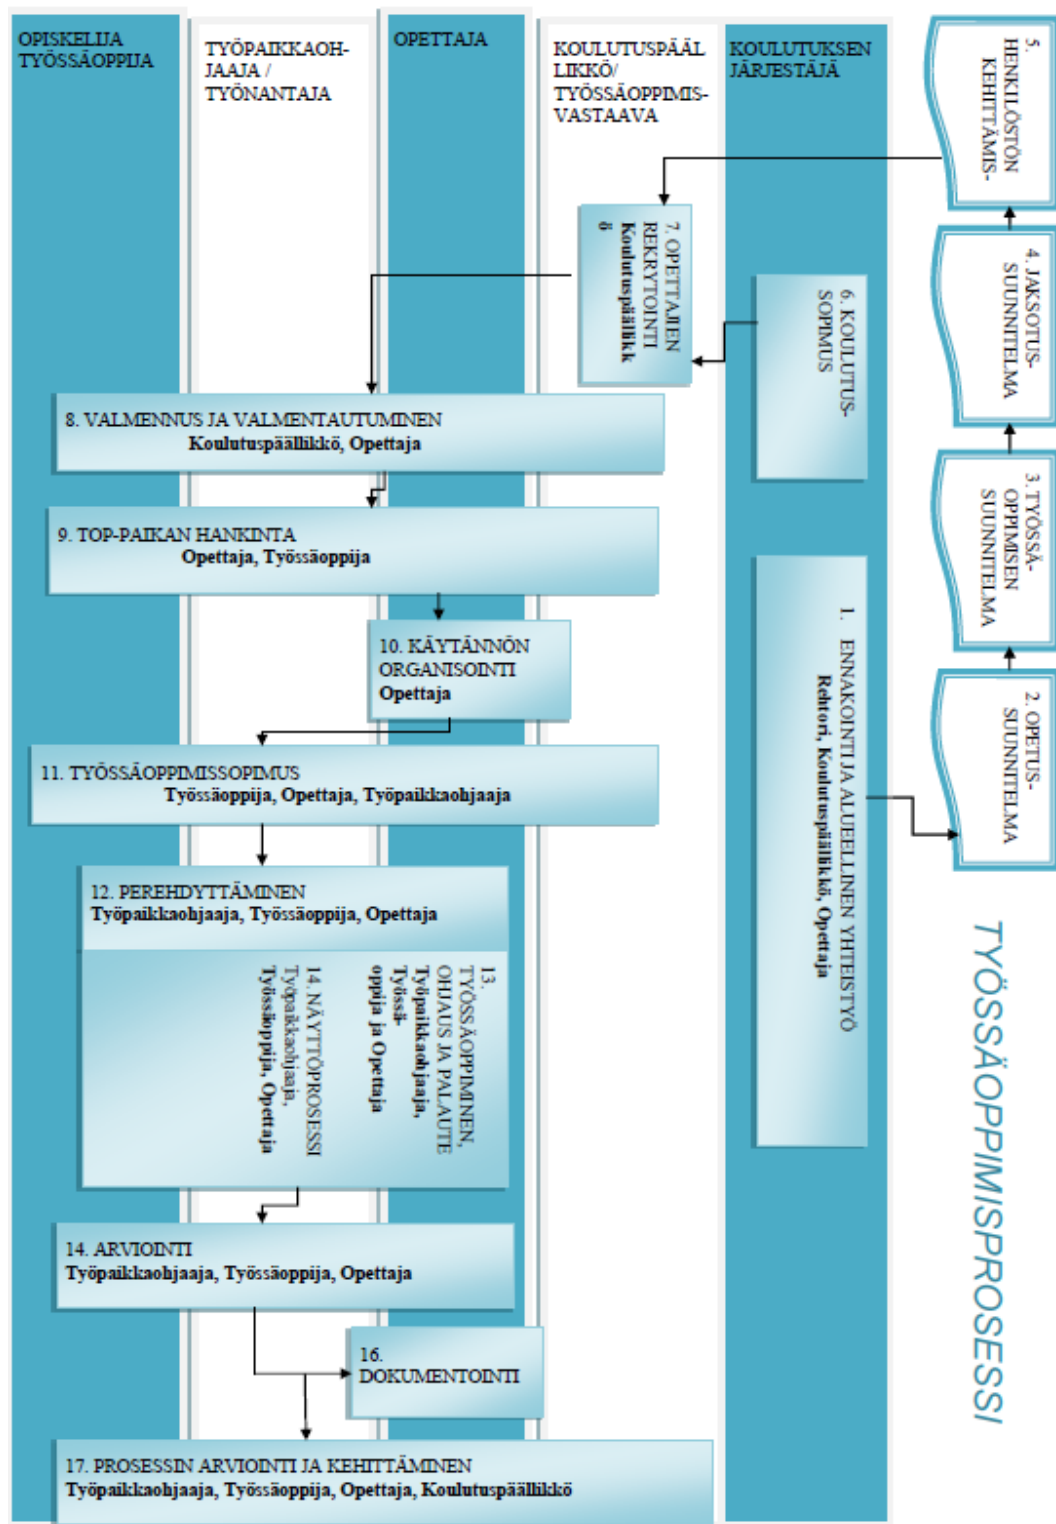 OPISKELIJA
TYÖSSÄOPPIJA
TYÖPAIKKAOH-
JAAJA /
TYÖNANTAJA
OPETTAJA
KOULUTUSPÄÄL
LIKKÖ/
TYÖSSÄOPPIMIS-
VASTAAVA
KOULUTUKSEN
JÄRJESTÄJÄ
5.
HENKILÖSTÖN
KEHITTÄMIS-
4. JAKSOTUS-
SUUNNITELMA
3. TYÖSSÄ-
OPPIMISEN
SUUNNITELMA
2. OPETUS-
SUUNNITELMA
TYÖSSÄOPPIMISPROSESSI
1. ENNAKOINTI JA ALUEELLINEN YHTEISTYÖ
Rehtori, Koulutuspäällikkö, Opettaja
6. KOULUTUS-
SOPIMUS
7. OPETTAJIEN
REKRYTOINTI
Koulutuspäällikk
ö
8. VALMENNUS JA VALMENTAUTUMINEN
Koulutuspäällikkö, Opettaja
9. TOP-PAIKAN HANKINTA
Opettaja, Työssäoppija
10. KÄYTÄNNÖN
ORGANISOINTI
Opettaja
11. TYÖSSÄOPPIMISSOPIMUS
Työssäoppija, Opettaja, Työpaikkaohjaaja
12. PEREHDYTTÄMINEN
Työpaikkaohjaaja, Työssäoppija, Opettaja
13.
TYÖSSÄOPPIMINEN,
OHJAUS JA PALAUTE
Työpaikkaohjaaja,
Työssä-
oppija ja Opettaja
14. NÄYTTÖPROSESSI
Työpaikkaohjaaja,
Työssäoppija, Opettaja
14. ARVIOINTI
Työpaikkaohjaaja, Työssäoppija, Opettaja
16.
DOKUMENTOINTI
17. PROSESSIN ARVIOINTI JA KEHITTÄMINEN
Työpaikkaohjaaja, Työssäoppija, Opettaja, Koulutuspäällikkö